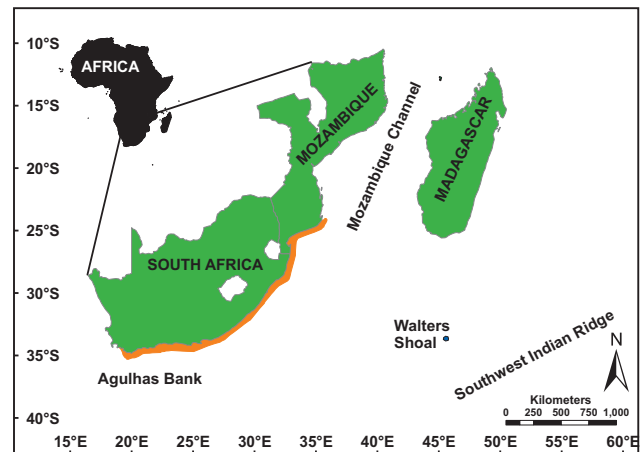 10°S
15°S
20°S
25°S
30°S
35°S
40°S
AFRICA
MOZAMBIQUE
Mozambique Channel
MADAGASCAR
SOUTH AFRICA
Walters
Shoal
Southwest Indian Ridge
Agulhas Bank
N
Kilometers
0 250 500 750 1,000
15°E 20°E 25°E 30°E 35°E 40°E 45°E 50°E 55°E 60°E